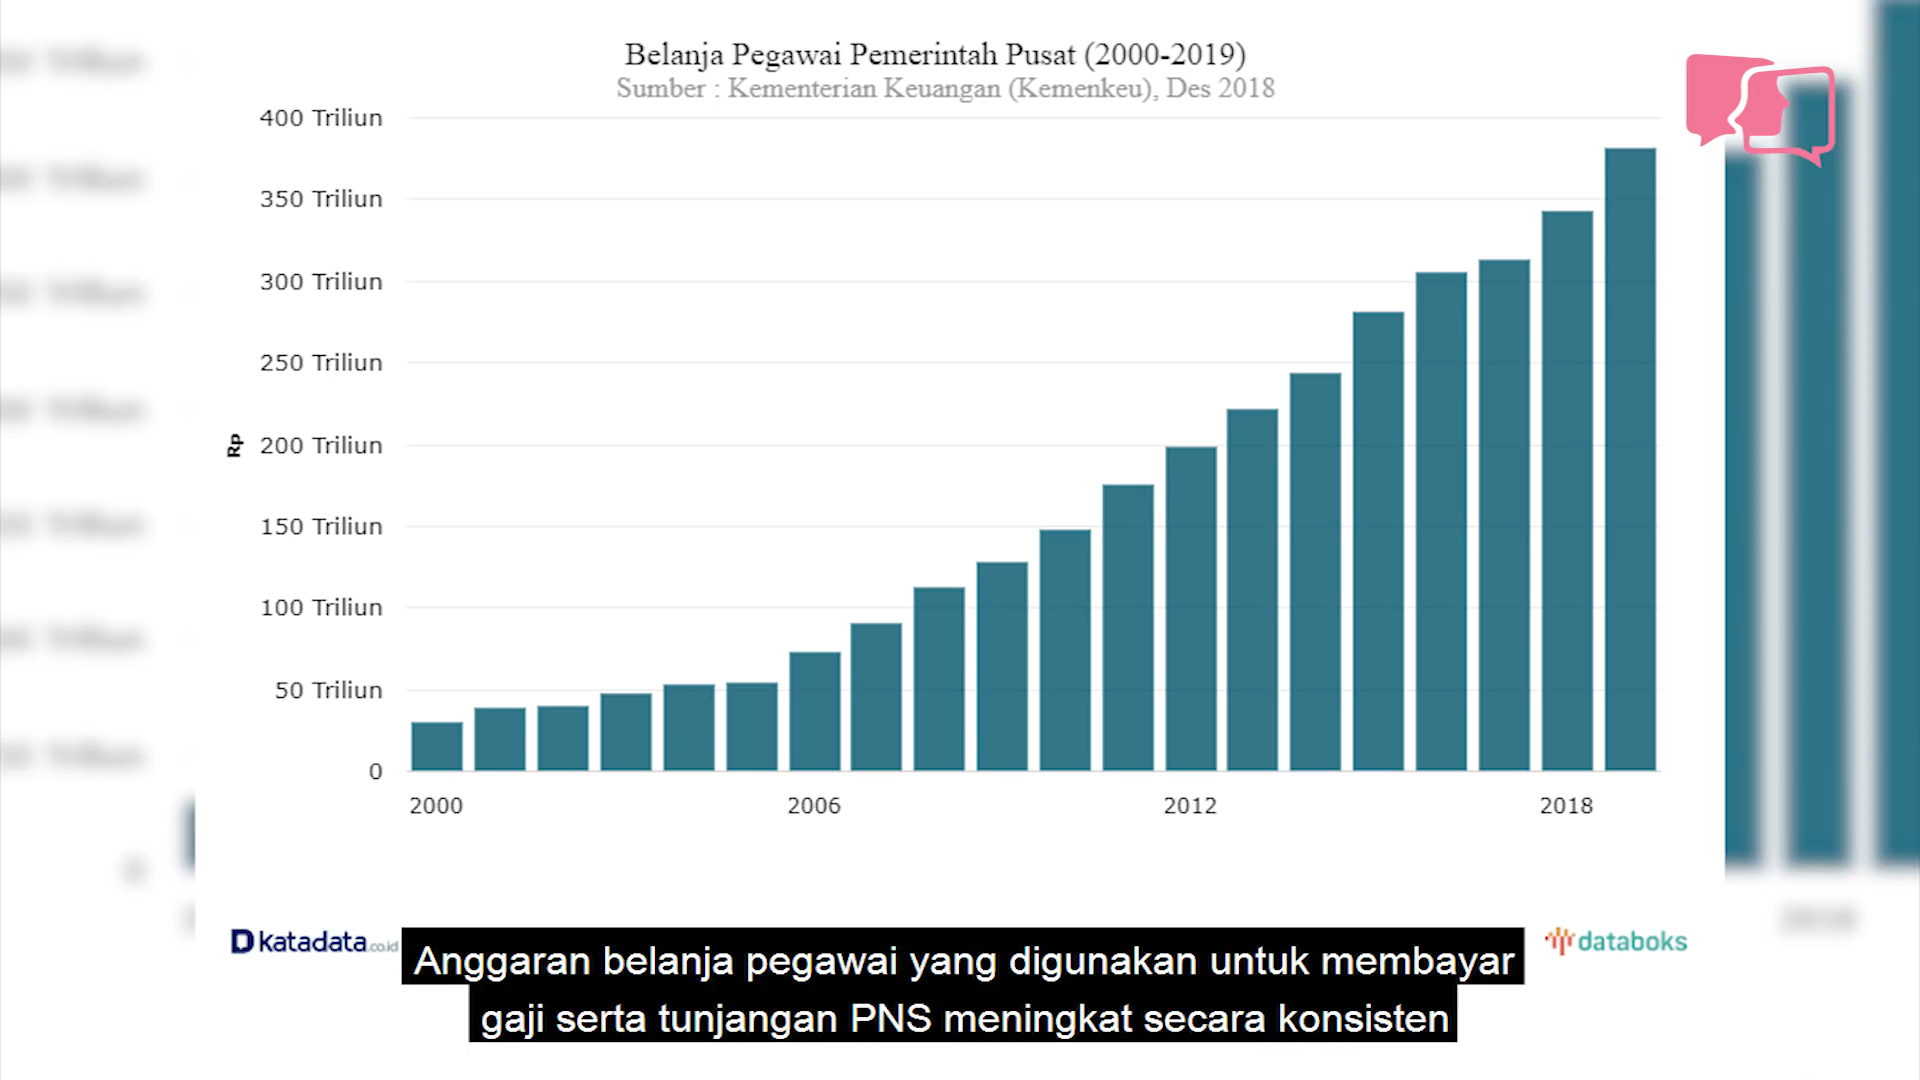 Belanja Pegawai Pemerintah Pusat (2000-2019)
Sumber : Kementerian Keuangan (Kemenkeu), Des 2018
400 Triliun
350 Triliun
300 Triliun
250 Triliun
200 Triliun
150 Triliun
100 Triliun
50 Triliun
0
Rp
2000 2006 2012 2018
katadata.co.id
databoks
Anggaran belanja pegawai yang digunakan untuk membayar
gaji serta tunjangan PNS meningkat secara konsisten